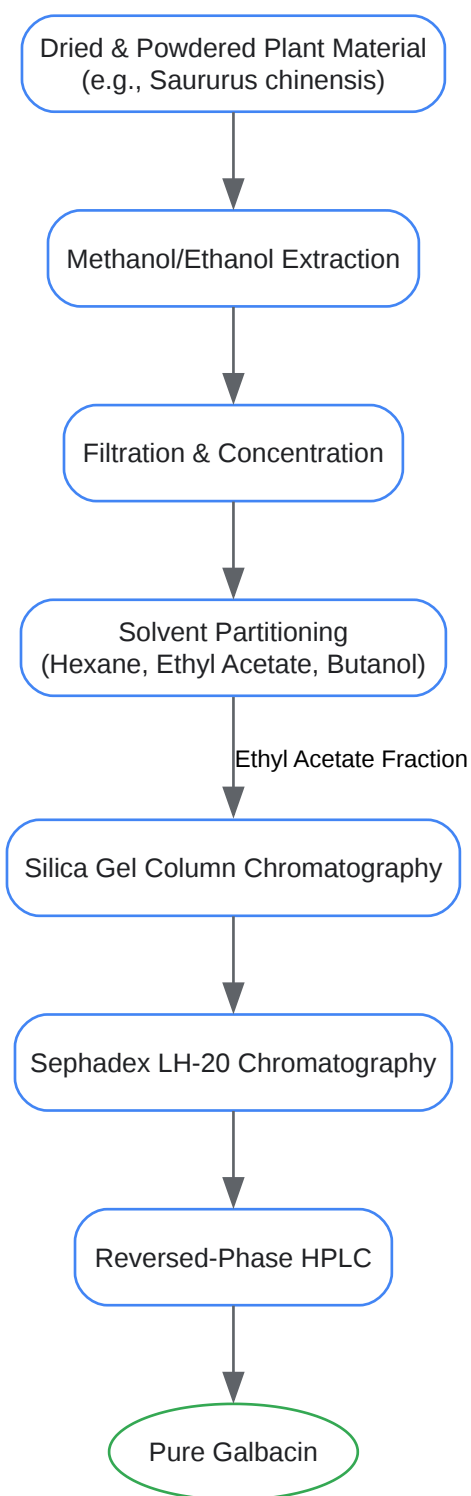 Dried & Powdered Plant Material
(e.g., Saururus chinensis)
Methanol/Ethanol Extraction
Filtration & Concentration
Solvent Partitioning
(Hexane, Ethyl Acetate, Butanol)
Ethyl Acetate Fraction
Silica Gel Column Chromatography
Sephadex LH-20 Chromatography
Reversed-Phase HPLC
Pure Galbacin